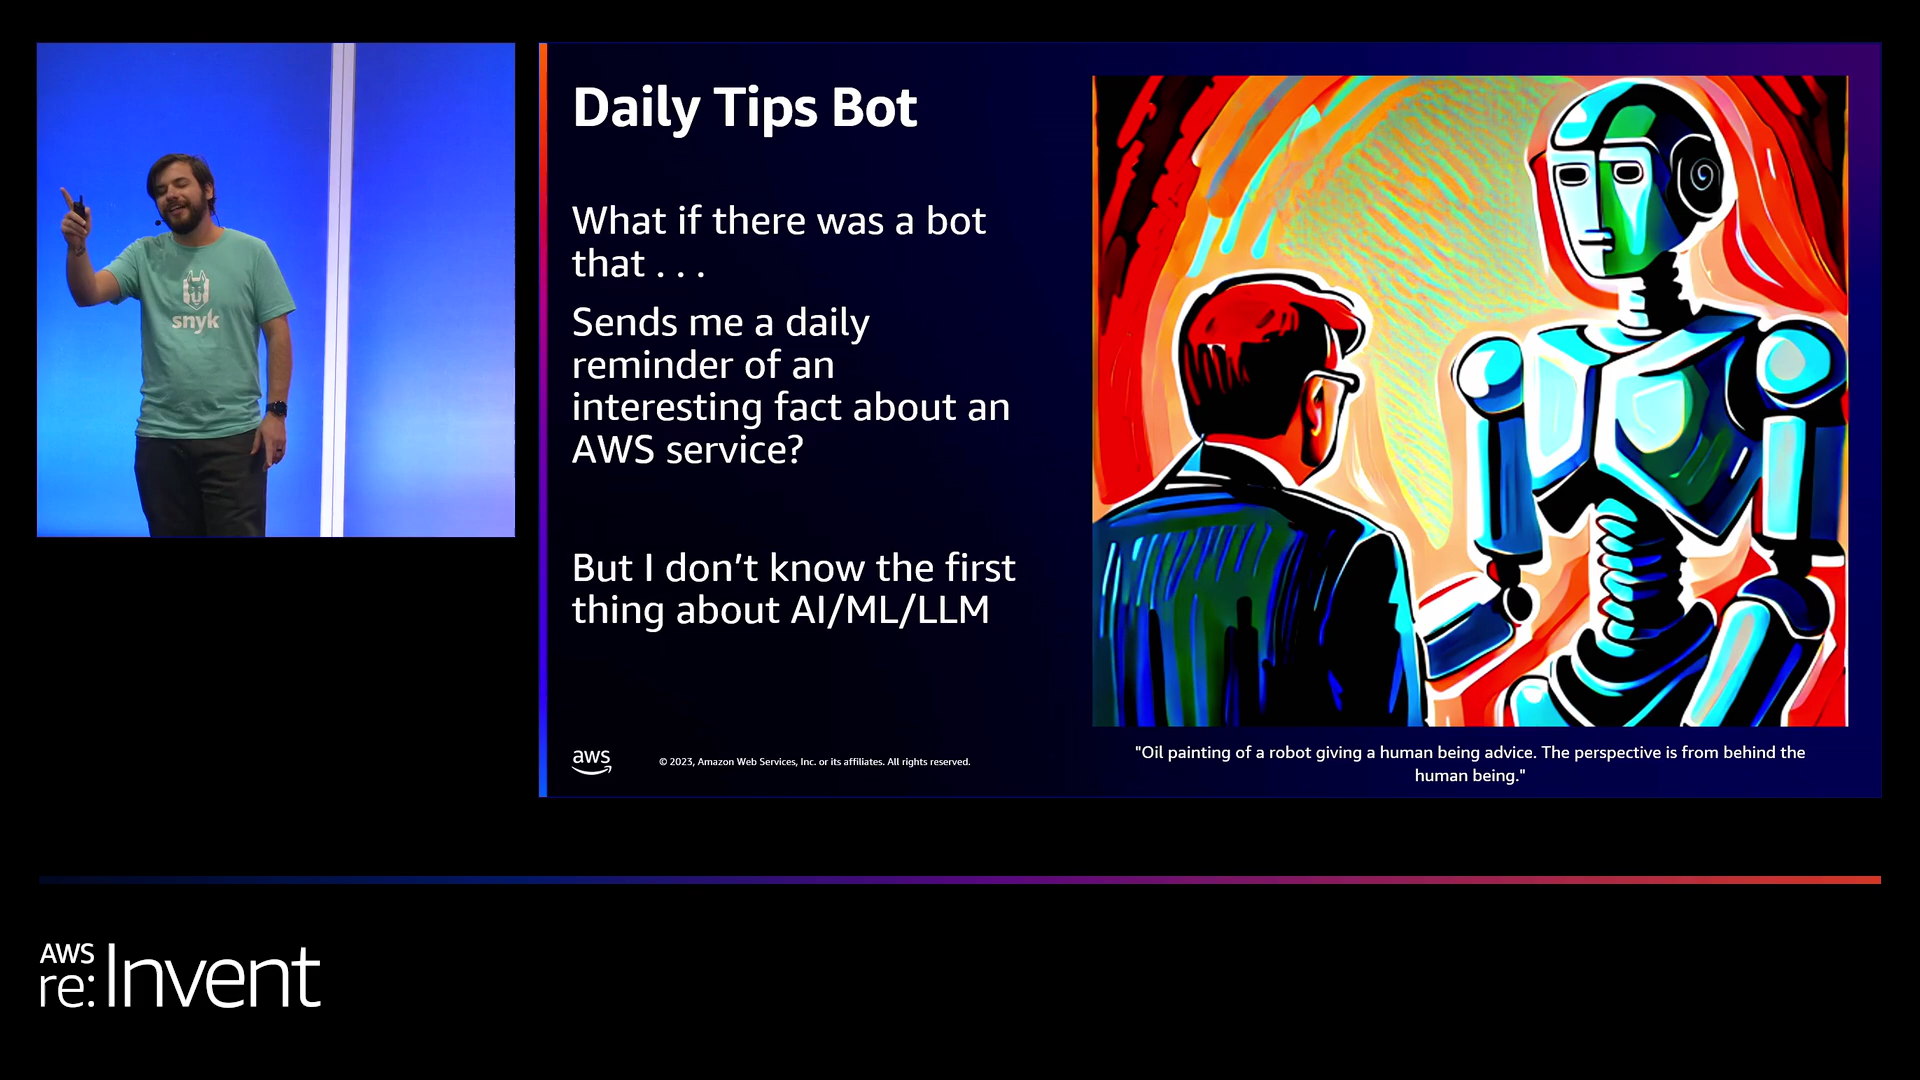 snyk
Daily Tips Bot
What if there was a bot
that . . .
Sends me a daily
reminder of an
interesting fact about an
AWS service?
But I don’t know the first
thing about AI/ML/LLM
aws
© 2023, Amazon Web Services, Inc. or its affiliates. All rights reserved.
"Oil painting of a robot giving a human being advice. The perspective is from behind the
human being."
AWS
re:Invent